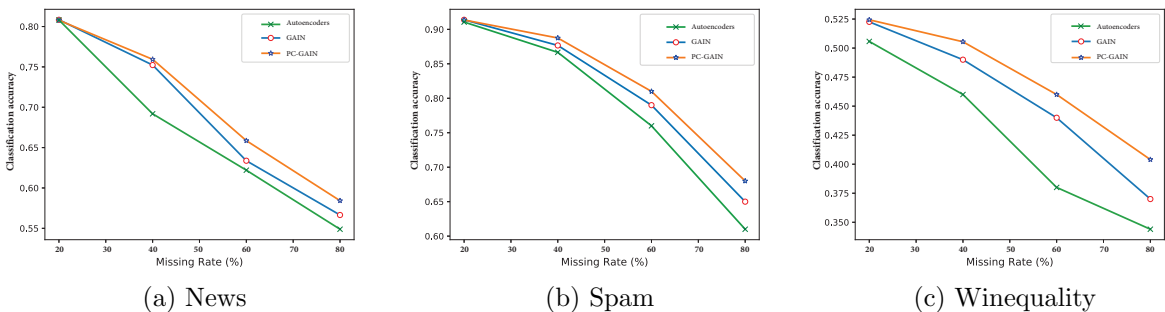 0.80
0.75
0.70
0.65
0.60
0.55
Classification accuracy
Autoencoders
GAIN
PC-GAIN
20 30 40 50 60 70 80
Missing Rate (%)
(a) News
0.90
0.85
0.80
0.75
0.70
0.65
0.60
Classification accuracy
Autoencoders
GAIN
PC-GAIN
20 30 40 50 60 70 80
Missing Rate (%)
(b) Spam
0.525
0.500
0.475
0.450
0.425
0.400
0.375
0.350
Classification accuracy
Autoencoders
GAIN
PC-GAIN
20 30 40 50 60 70 80
Missing Rate (%)
(c) Winequality